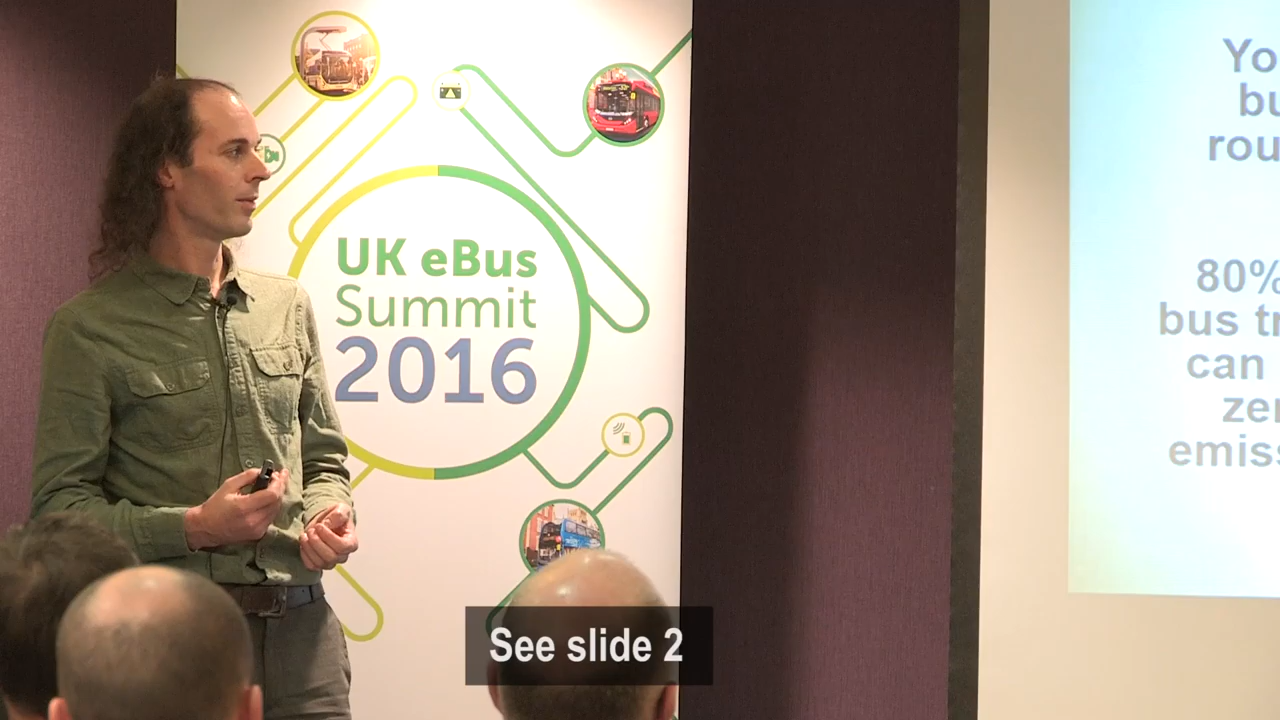 UK eBus
Summit
2016
See slide 2
Yo
bu
rou
80%
bus tr
can
zer
emiss